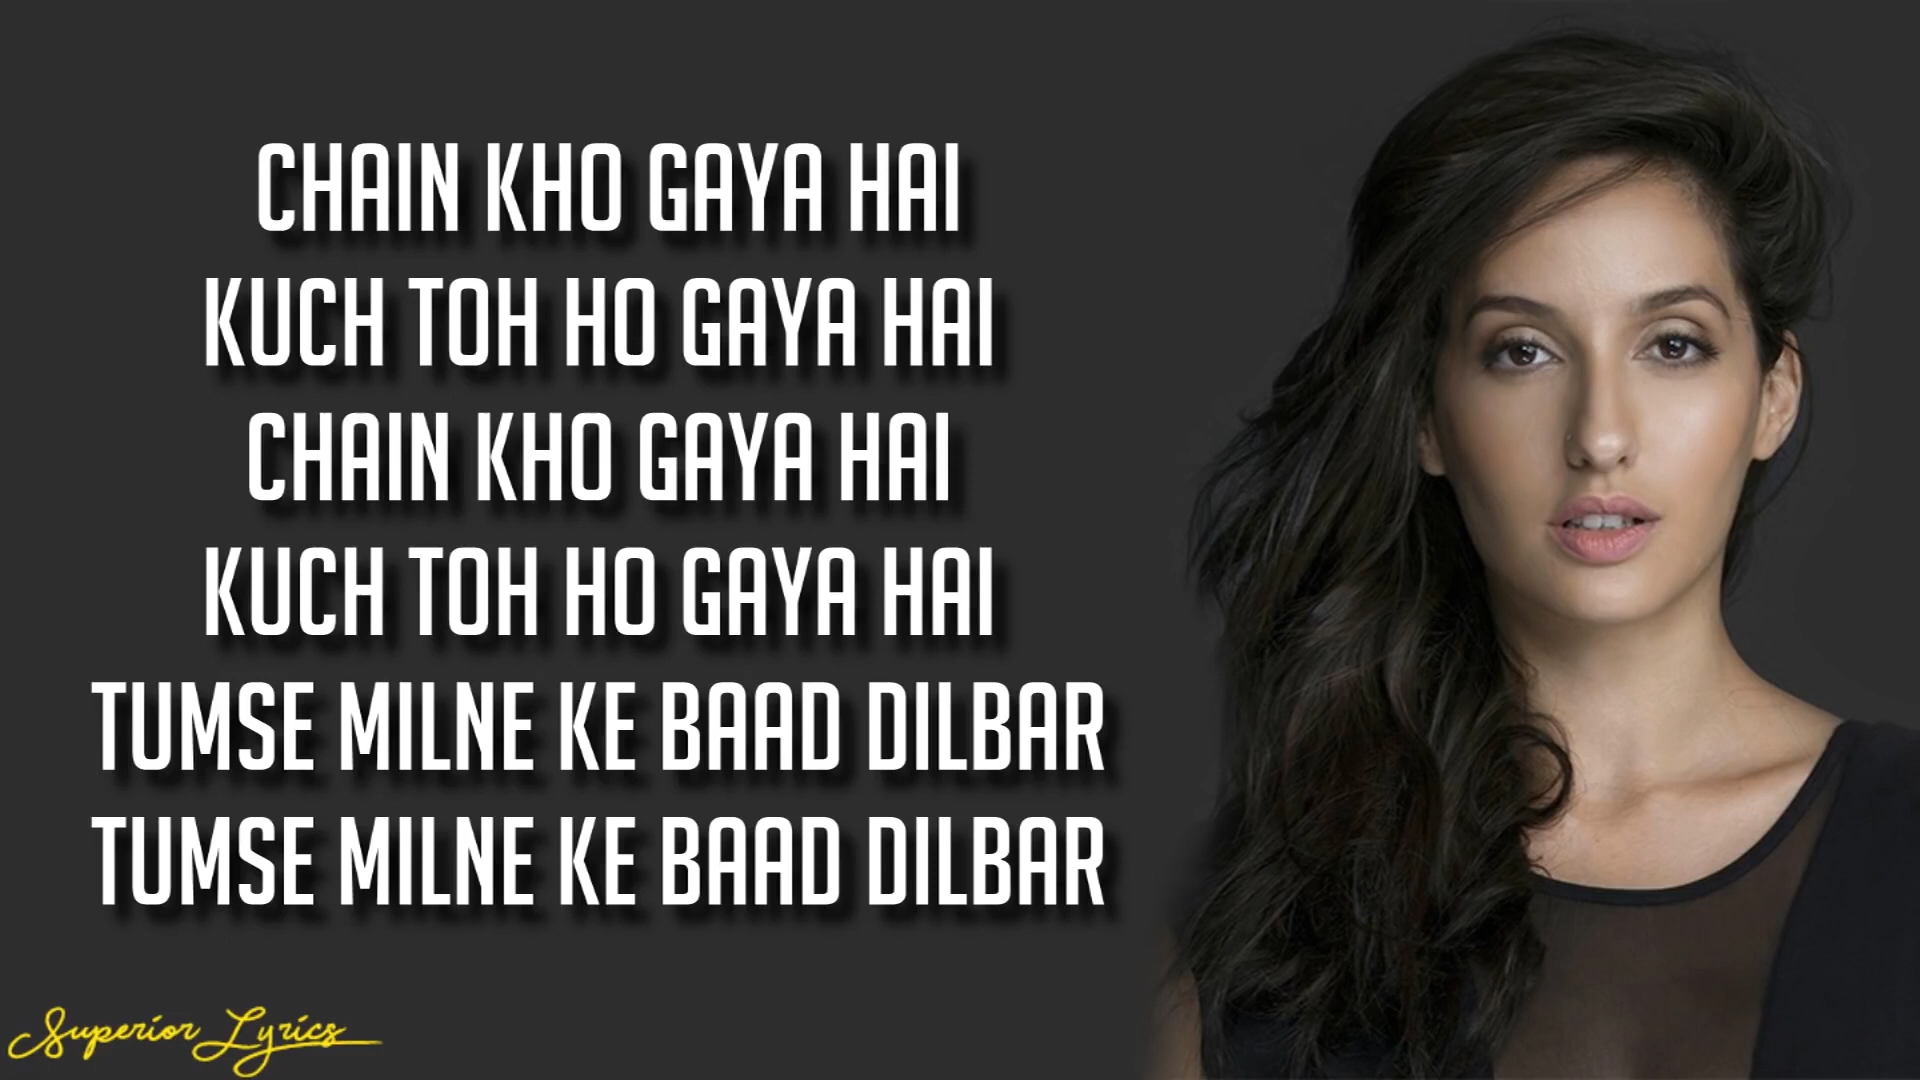 CHAIN KHO GAYA HAI
KUCH TOH HO GAYA HAI
CHAIN KHO GAYA HAI
KUCH TOH HO GAYA HAI
TUMSE MILNE KE BAAD DILBAR
TUMSE MILNE KE BAAD DILBAR
Superior Lyrics